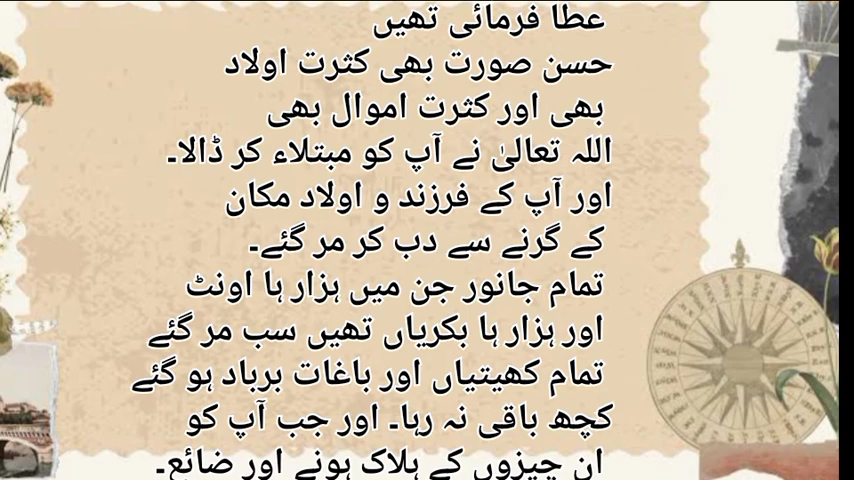 عطا فرمائی تھیں
حسن صورت بھی کثرت اولاد
بھی اور کثرت اموال بھی
اللہ تعالیٰ نے آپ کو مبتلاء کر ڈالا۔
اور آپ کے فرزند و اولاد مکان
کے گرنے سے دب کر مر گئے۔
تمام جانور جن میں ہزار ہا اونٹ
اور ہزار ہا بکریاں تھیں سب مر گئے
تمام کھیتیاں اور باغات برباد ہو گئے
کچھ باقی نہ رہا۔ اور جب آپ کو
ان چیزوں کے ہلاک ہونے اور ضائع۔